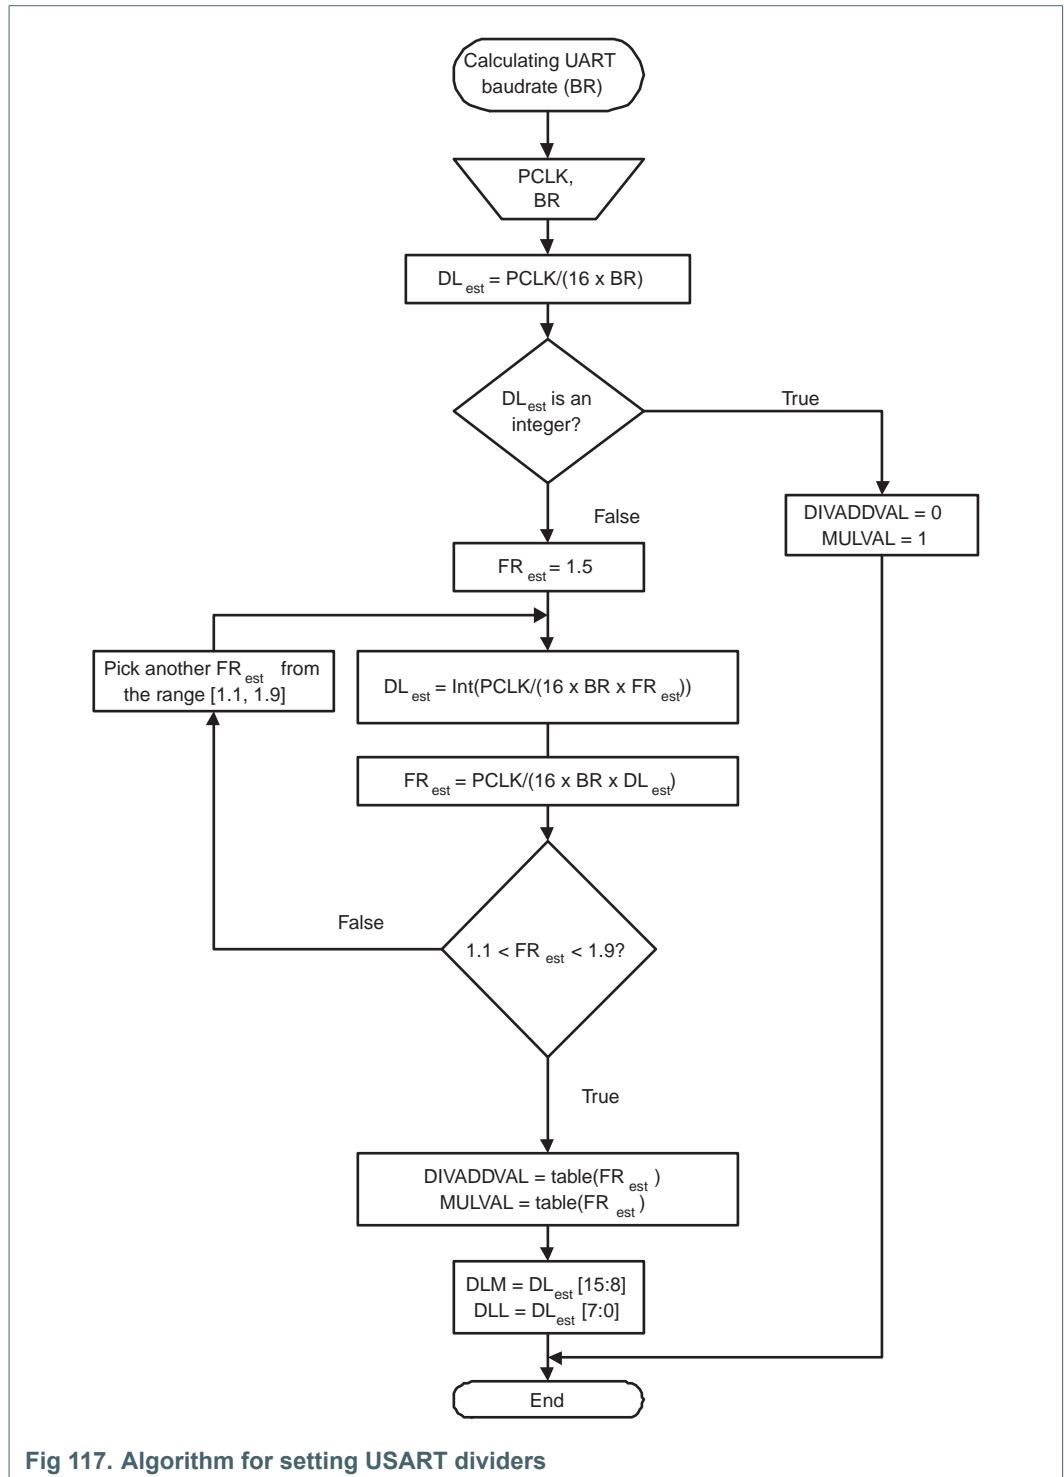 Calculating UART
baudrate (BR)
PCLK,
BR
DL est = PCLK/(16 x BR)
DL est is an
integer?
True
False
DIVADDVAL = 0
MULVAL = 1
FR est = 1.5
Pick another FR est from
the range [1.1, 1.9]
DL est = Int(PCLK/(16 x BR x FR est))
FR est = PCLK/(16 x BR x DL est)
False
1.1 < FR est < 1.9?
True
DIVADDVAL = table(FR est )
MULVAL = table(FR est )
DLM = DL est [15:8]
DLL = DL est [7:0]
End
Fig 117. Algorithm for setting USART dividers